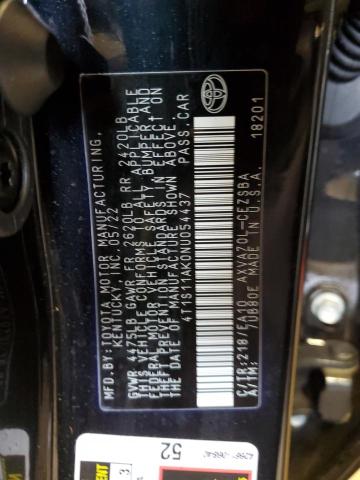 MFD.BY:TOYOTA MOTOR MANUFACTURING,
KENTUCKY, INC. 05/22
GVWR 4475LB GAWR FR 2620LB RR 2420LB
THIS VEHICLE CONFORMS TO ALL APPLICABLE
FEDERAL MOTOR VEHICLE SAFETY, BUMPER, AND
THEFT PREVENTION STANDARDS IN EFFECT ON
THE DATE OF MANUFACTURE SHOWN ABOVE.
4T1S11AK0NU054437 PASS.CAR
C/TR:218/EA10 AXVA70L-CEZSBA
A/TM: 70B80E MADE IN U.S.A. 18201
52